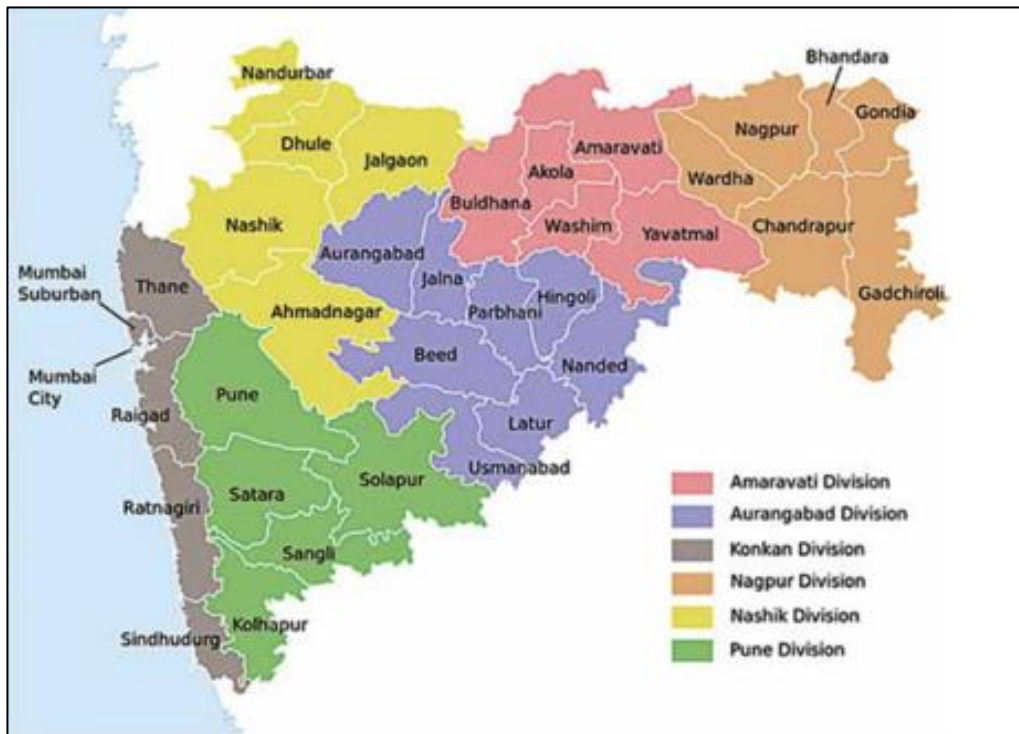 Nandurbar
Bhandara
Gondia
Dhule
Jalgaon
Amaravati
Nagpur
Akola
Wardha
Buldhana
Nashik
Washim
Yavatmal
Chandrapur
Aurangabad
Mumbai
Suburban
Thane
Jalna
Hingoli
Parbhani
Gadchiroli
Ahmadnagar
Beed
Nanded
Mumbai
City
Pune
Raigad
Latur
Usmanabad
Solapur
Satara
Ratnagiri
Sangli
Kolhapur
Sindhudurg
Amaravati Division
Aurangabad Division
Konkan Division
Nagpur Division
Nashik Division
Pune Division